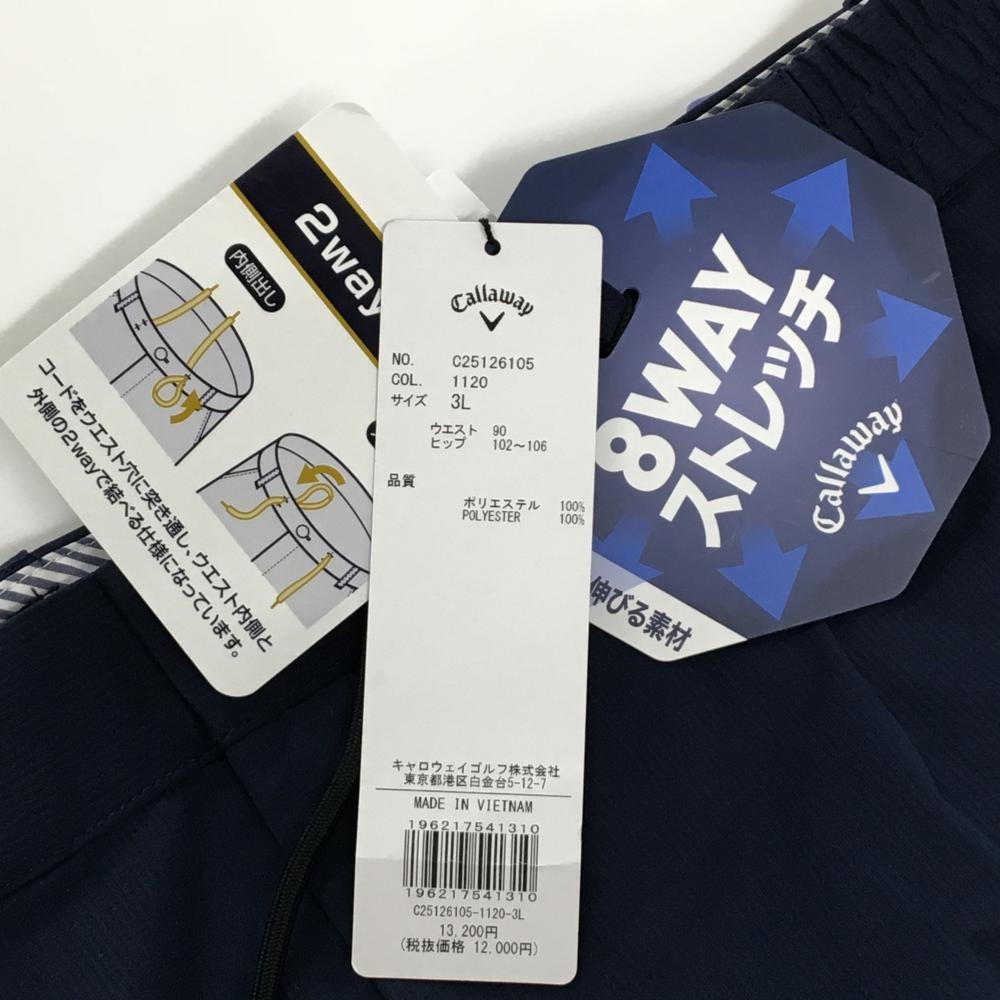 2way
内側出し
コードをウエスト穴に突き通し、ウエスト内側と
外側の2wayで結べる仕様になっています。
Callaway
NO. C25126105
COL. 1120
サイズ 3L
ウエスト 90
ヒップ 102〜106
品質
ポリエステル 100%
POLYESTER 100%
キャロウェイゴルフ株式会社
東京都港区白金台5-12-7
MADE IN VIETNAM
196217541310
196217541310
C25126105-1120-3L
13,200円
(税抜価格 12,000円)
8WAY
ストレッチ
Callaway
伸びる素材